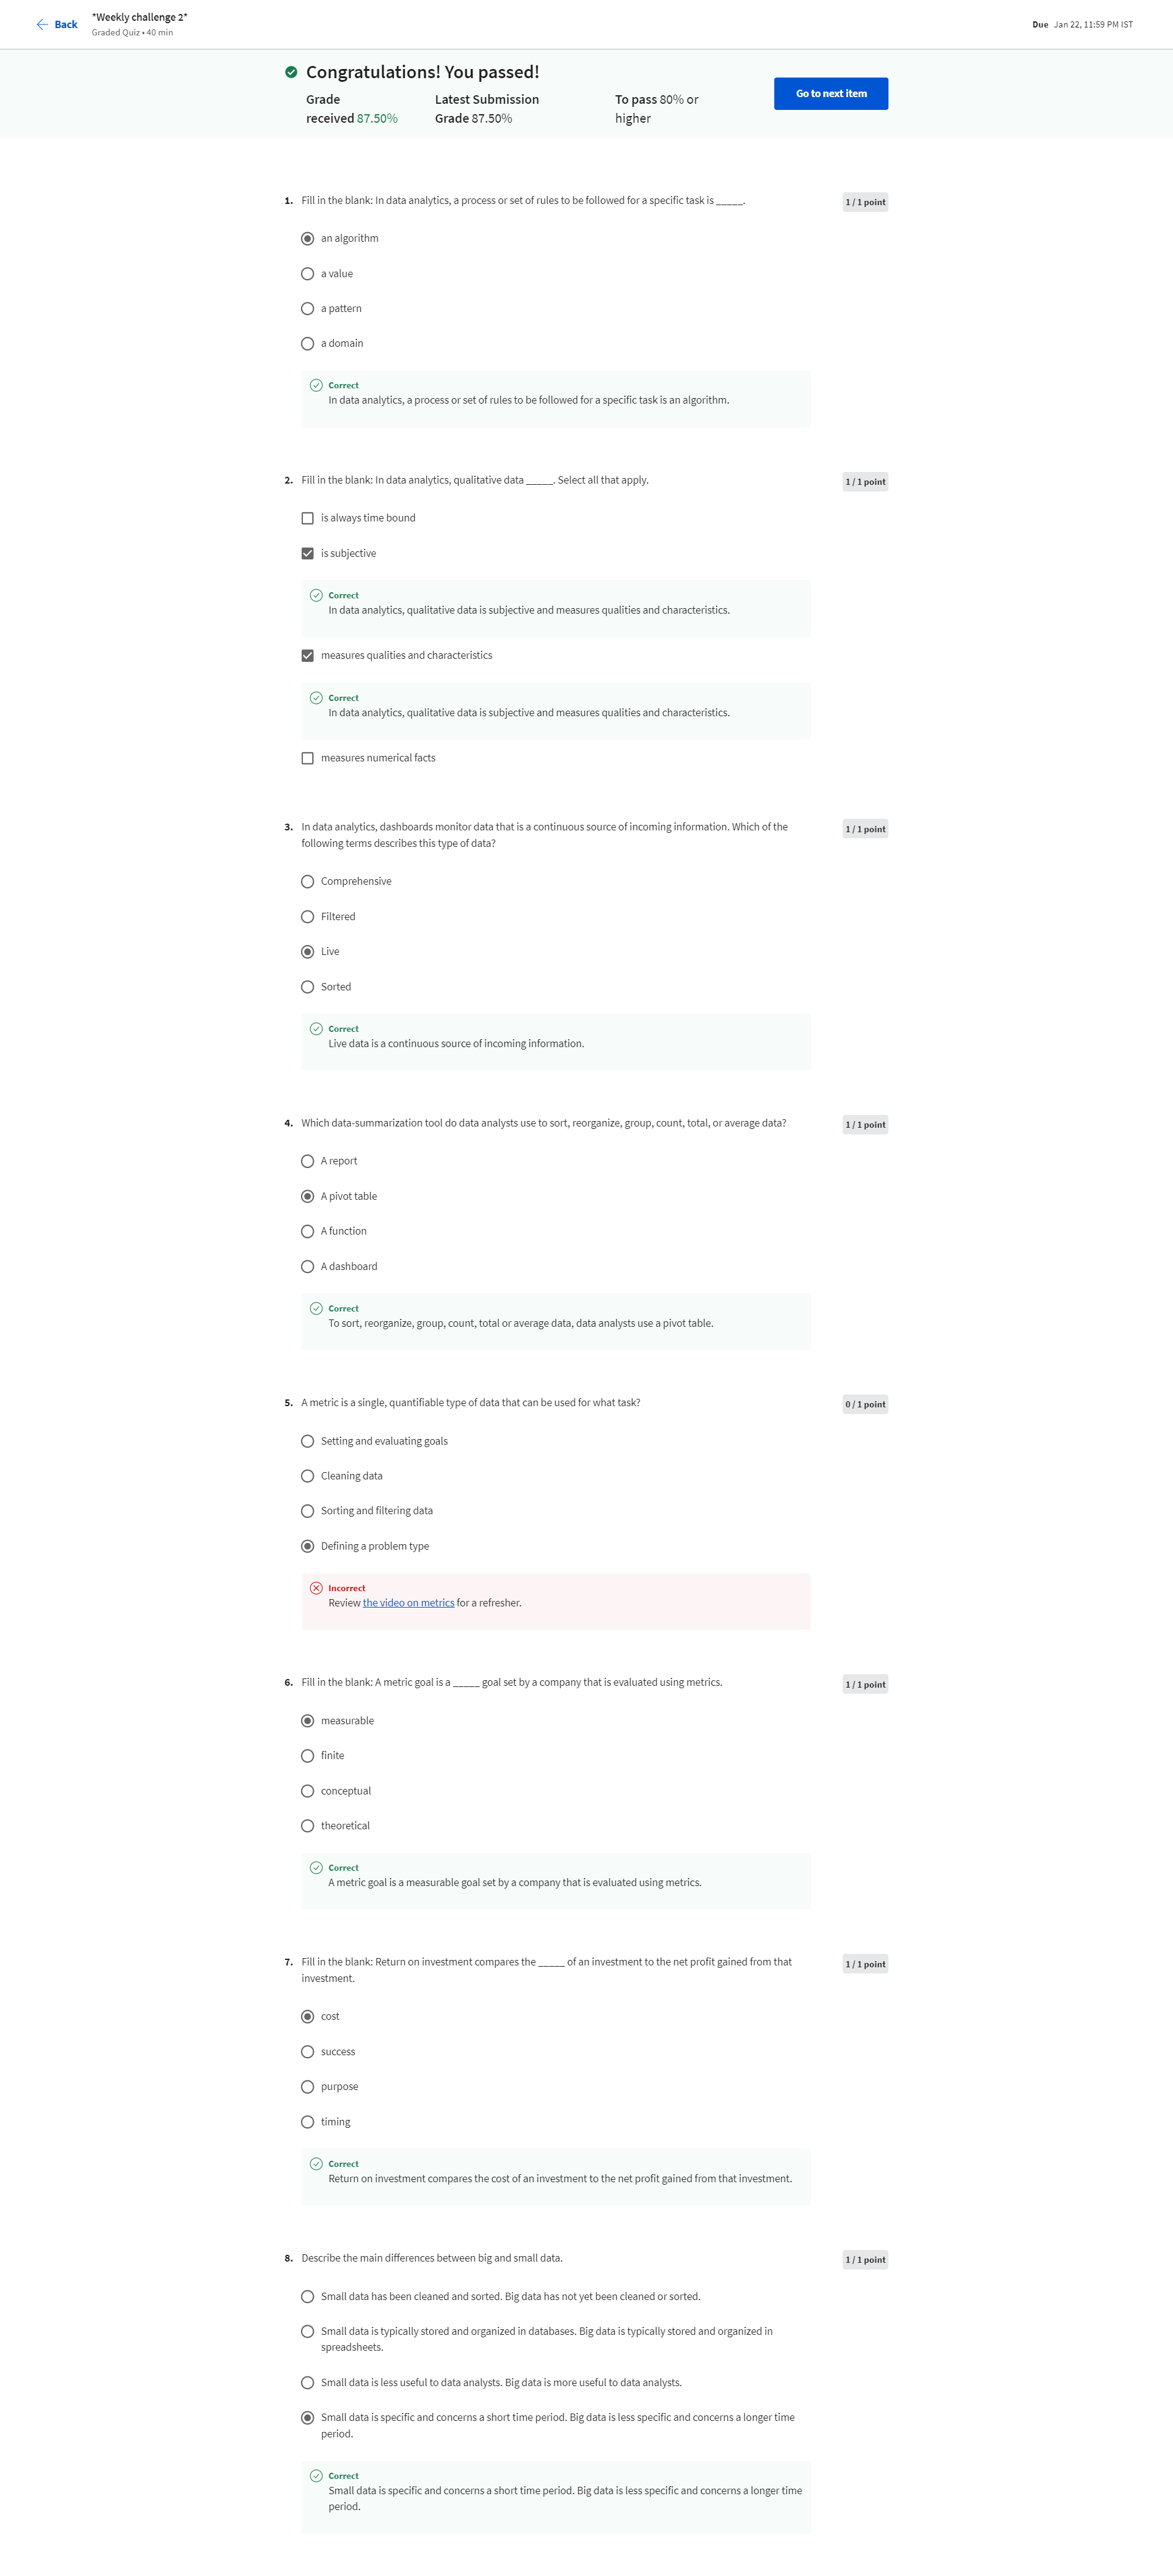 Back
*Weekly challenge 2*
Graded Quiz • 40 min
Due Jan 22, 11:59 PM IST
Congratulations! You passed!
Grade
received 87.50%
Latest Submission
Grade 87.50%
To pass 80% or
higher
Go to next item
1. Fill in the blank: In data analytics, a process or set of rules to be followed for a specific task is _____.
1 / 1 point
an algorithm
a value
a pattern
a domain
Correct
In data analytics, a process or set of rules to be followed for a specific task is an algorithm.
2. Fill in the blank: In data analytics, qualitative data _____. Select all that apply.
1 / 1 point
is always time bound
is subjective
Correct
In data analytics, qualitative data is subjective and measures qualities and characteristics.
measures qualities and characteristics
Correct
In data analytics, qualitative data is subjective and measures qualities and characteristics.
measures numerical facts
3. In data analytics, dashboards monitor data that is a continuous source of incoming information. Which of the
following terms describes this type of data?
1 / 1 point
Comprehensive
Filtered
Live
Sorted
Correct
Live data is a continuous source of incoming information.
4. Which data-summarization tool do data analysts use to sort, reorganize, group, count, total, or average data?
1 / 1 point
A report
A pivot table
A function
A dashboard
Correct
To sort, reorganize, group, count, total or average data, data analysts use a pivot table.
5. A metric is a single, quantifiable type of data that can be used for what task?
0 / 1 point
Setting and evaluating goals
Cleaning data
Sorting and filtering data
Defining a problem type
Incorrect
Review the video on metrics for a refresher.
6. Fill in the blank: A metric goal is a _____ goal set by a company that is evaluated using metrics.
1 / 1 point
measurable
finite
conceptual
theoretical
Correct
A metric goal is a measurable goal set by a company that is evaluated using metrics.
7. Fill in the blank: Return on investment compares the _____ of an investment to the net profit gained from that
investment.
1 / 1 point
cost
success
purpose
timing
Correct
Return on investment compares the cost of an investment to the net profit gained from that investment.
8. Describe the main differences between big and small data.
1 / 1 point
Small data has been cleaned and sorted. Big data has not yet been cleaned or sorted.
Small data is typically stored and organized in databases. Big data is typically stored and organized in
spreadsheets.
Small data is less useful to data analysts. Big data is more useful to data analysts.
Small data is specific and concerns a short time period. Big data is less specific and concerns a longer time
period.
Correct
Small data is specific and concerns a short time period. Big data is less specific and concerns a longer time
period.